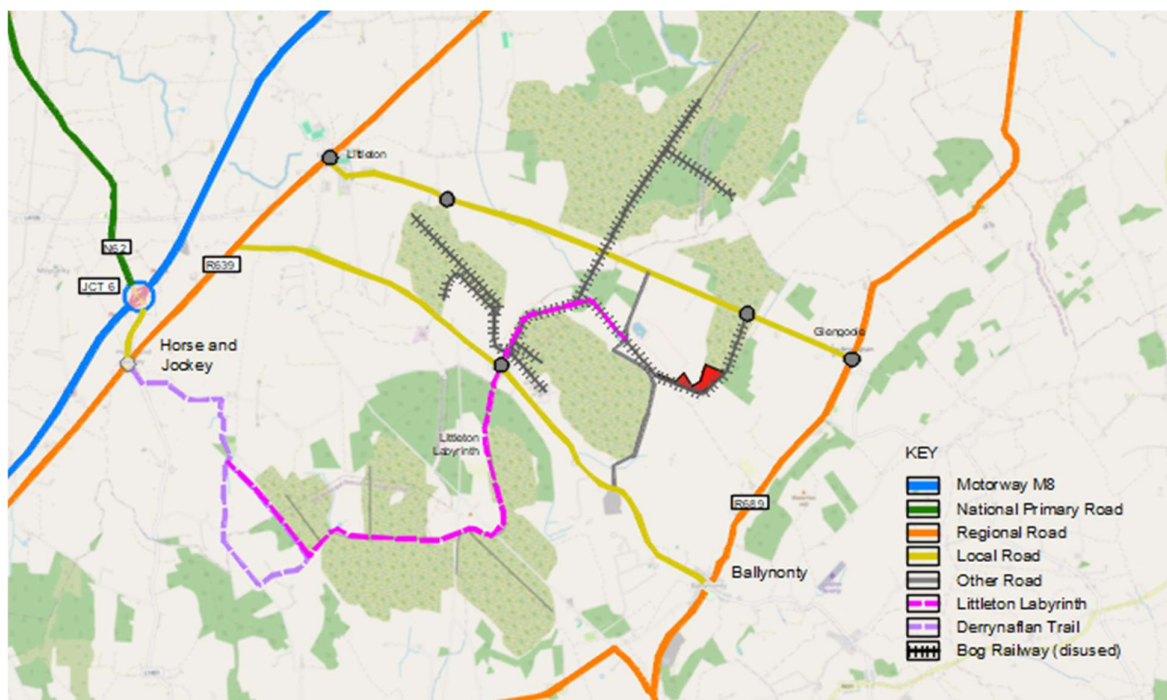 Littleton
N62
R639
JCT 6
Horse and
Jockey
Glengoole
Littleton
Labyrinth
R689
Ballynonty
KEY
Motorway M8
National Primary Road
Regional Road
Local Road
Other Road
Littleton Labyrinth
Derrynaflan Trail
Bog Railway (disused)